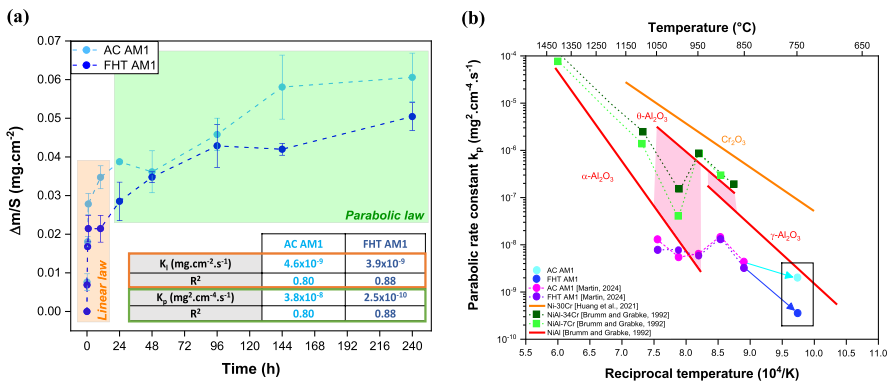 (a)
AC AM1
FHT AM1
0.07
0.06
0.05
0.04
0.03
0.02
0.01
0.00
Δm/S (mg.cm⁻²)
Linear law
Parabolic law
AC AM1 FHT AM1
Kₗ (mg.cm⁻².s⁻¹) 4.6x10⁻⁹ 3.9x10⁻⁹
R² 0.80 0.88
Kₚ (mg².cm⁻⁴.s⁻¹) 3.8x10⁻⁸ 2.5x10⁻¹⁰
R² 0.80 0.88
0 24 48 72 96 120 144 168 192 216 240
Time (h)
(b)
Temperature (°C)
1450 1350 1250 1150 1050 950 850 750 650
10⁻⁴
10⁻⁵
10⁻⁶
10⁻⁷
10⁻⁸
10⁻⁹
10⁻¹⁰
Parabolic rate constant kₚ (mg².cm⁻⁴.s⁻¹)
θ-Al₂O₃
Cr₂O₃
α-Al₂O₃
γ-Al₂O₃
AC AM1
FHT AM1
AC AM1 [Martin, 2024]
FHT AM1 [Martin, 2024]
Ni-30Cr [Huang et al., 2021]
NiAl-34Cr [Brumm and Grabke, 1992]
NiAl-7Cr [Brumm and Grabke, 1992]
NiAl [Brumm and Grabke, 1992]
5.5 6.0 6.5 7.0 7.5 8.0 8.5 9.0 9.5 10.0 10.5 11.0
Reciprocal temperature (10⁴/K)